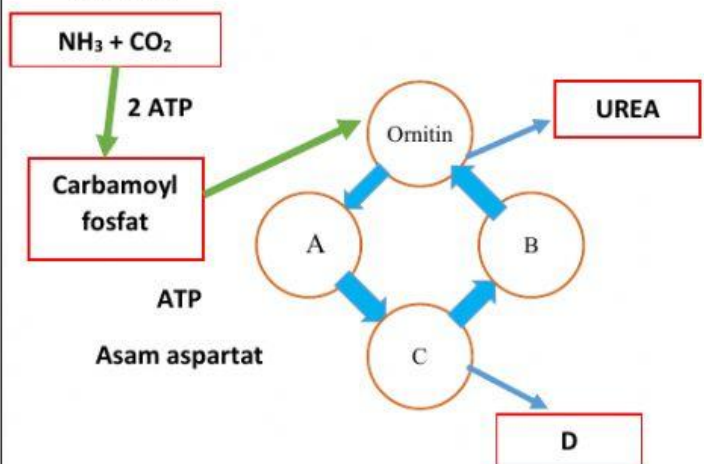 NH₃ + CO₂
2 ATP
Carbamoyl
fosfat
Ornitin
UREA
A
B
ATP
Asam aspartat
C
D